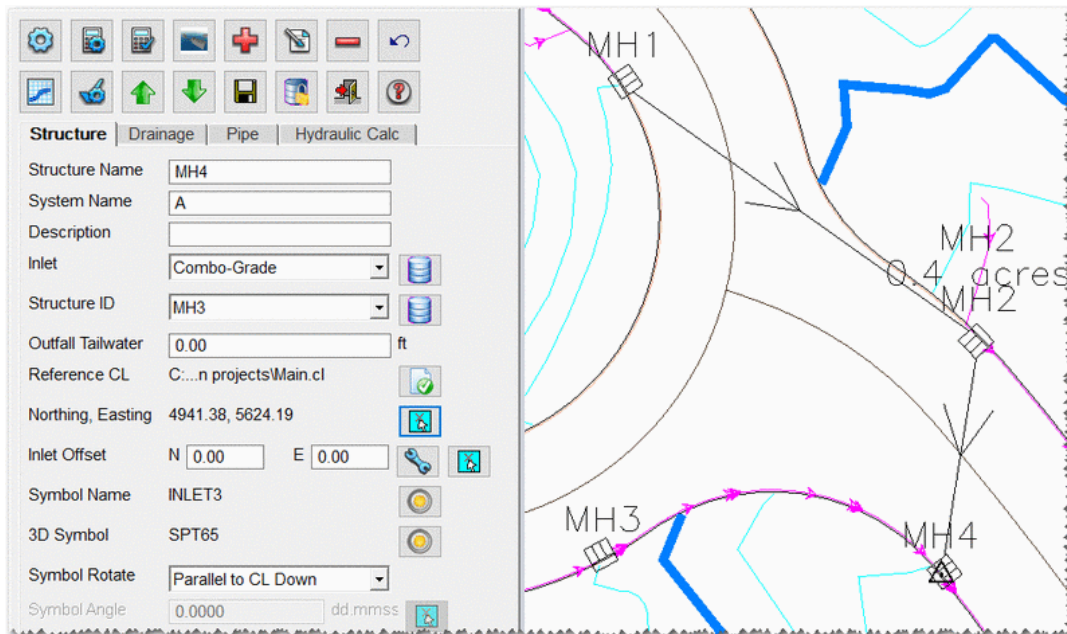 Structure Drainage Pipe Hydraulic Calc
Structure Name MH4
System Name A
Description
Inlet Combo-Grade
Structure ID MH3
Outfall Tailwater 0.00 ft
Reference CL C:...n projects\Main.cl
Northing, Easting 4941.38, 5624.19
Inlet Offset N 0.00 E 0.00
Symbol Name INLET3
3D Symbol SPT65
Symbol Rotate Parallel to CL Down
Symbol Angle 0.0000 dd.mmss
MH1
MH2
0.4 acres
MH2
MH3
MH4